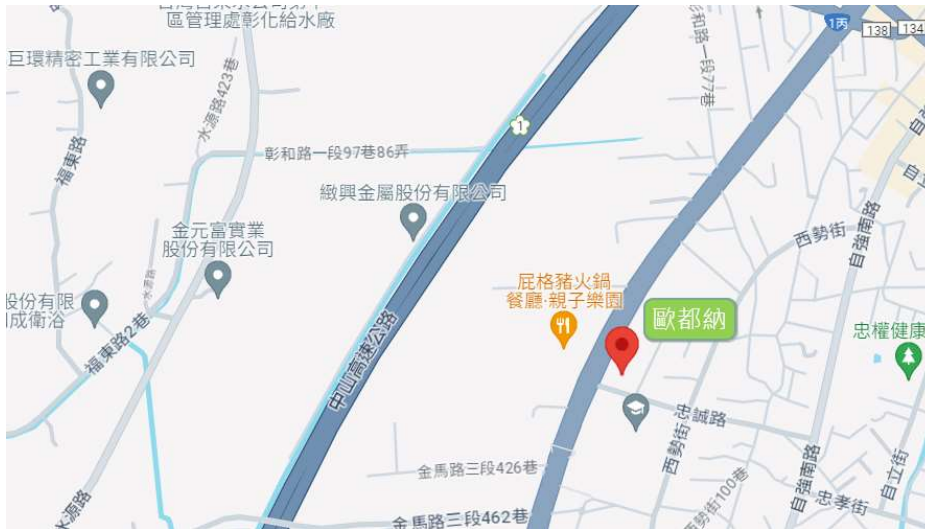 區管理處彰化給水廠
巨環精密工業有限公司
水源路423巷
福東路
彰和路一段77巷
1丙
138
134
自強南路
1
彰和路一段97巷86弄
緻興金屬股份有限公司
金元富實業
股份有限公司
水源路
股份有限
成衛浴
福東路2巷
中山高速公路
屁格豬火鍋
餐廳·親子樂園
歐都納
西勢街
忠權健康
忠誠路
西勢街
自強南路
自立街
金馬路三段426巷
西勢街100巷
忠孝街
水源路
金馬路三段462巷